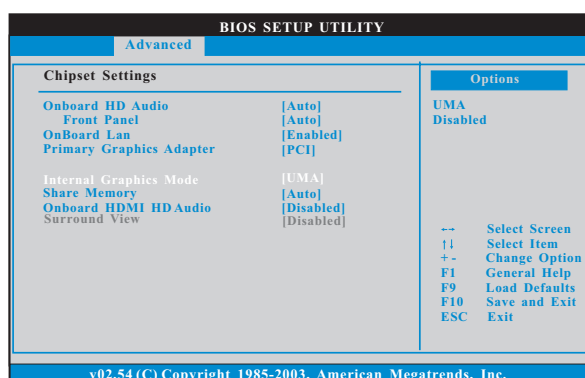 BIOS SETUP UTILITY
Advanced
Chipset Settings
Onboard HD Audio [Auto]
Front Panel [Auto]
OnBoard Lan [Enabled]
Primary Graphics Adapter [PCI]
Internal Graphics Mode [UMA]
Share Memory [Auto]
Onboard HDMI HD Audio [Disabled]
Surround View [Disabled]
Options
UMA
Disabled
←→ Select Screen
↑↓ Select Item
+ - Change Option
F1 General Help
F9 Load Defaults
F10 Save and Exit
ESC Exit
v02.54 (C) Copyright 1985-2003, American Megatrends, Inc.